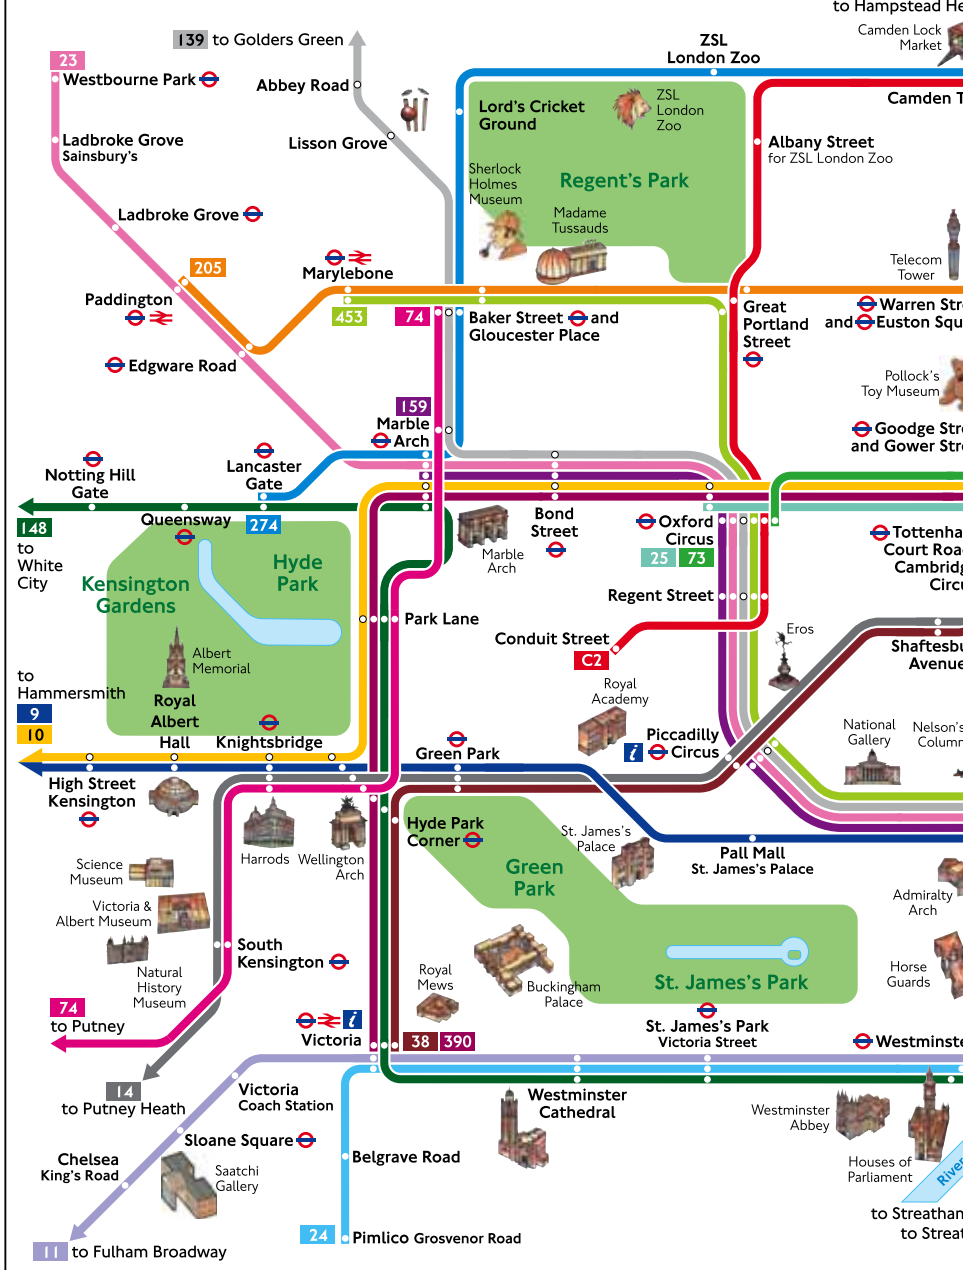 to Hampstead He
139 to Golders Green
ZSL
London Zoo
Camden Lock
Market
23
Westbourne Park
Abbey Road
Camden T
Lord's Cricket
Ground
ZSL
London
Zoo
Ladbroke Grove
Sainsbury's
Lisson Grove
Albany Street
for ZSL London Zoo
Sherlock
Holmes
Museum
Regent's Park
Ladbroke Grove
Madame
Tussauds
205
Marylebone
Telecom
Tower
Paddington
453
74
Baker Street and
Gloucester Place
Great
Portland
Street
Warren Stre
and Euston Squ
Edgware Road
Pollock's
Toy Museum
159
Marble
Arch
Goodge Stre
and Gower Stre
Notting Hill
Gate
Lancaster
Gate
148
to
White
City
Queensway
274
Bond
Street
Oxford
Circus
25 73
Marble
Arch
Tottenha
Court Roa
Cambridg
Circu
Hyde
Park
Kensington
Gardens
Regent Street
Park Lane
Conduit Street
C2
Eros
Shaftesbu
Avenue
Albert
Memorial
to
Hammersmith
9
10
Royal
Albert
Hall
Royal
Academy
Knightsbridge
Green Park
Piccadilly
i Circus
National
Gallery
Nelson's
Column
High Street
Kensington
Harrods
Wellington
Arch
Hyde Park
Corner
St. James's
Palace
Pall Mall
St. James's Palace
Science
Museum
Green
Park
Victoria &
Albert Museum
Admiralty
Arch
South
Kensington
Natural
History
Museum
Royal
Mews
Buckingham
Palace
St. James's Park
Horse
Guards
74
to Putney
i
Victoria
38 390
St. James's Park
Victoria Street
Westminste
14
to Putney Heath
Victoria
Coach Station
Westminster
Cathedral
Westminster
Abbey
Sloane Square
Chelsea
King's Road
Saatchi
Gallery
Belgrave Road
Houses of
Parliament
River
to Streatham
to Streat
24 Pimlico Grosvenor Road
11 to Fulham Broadway